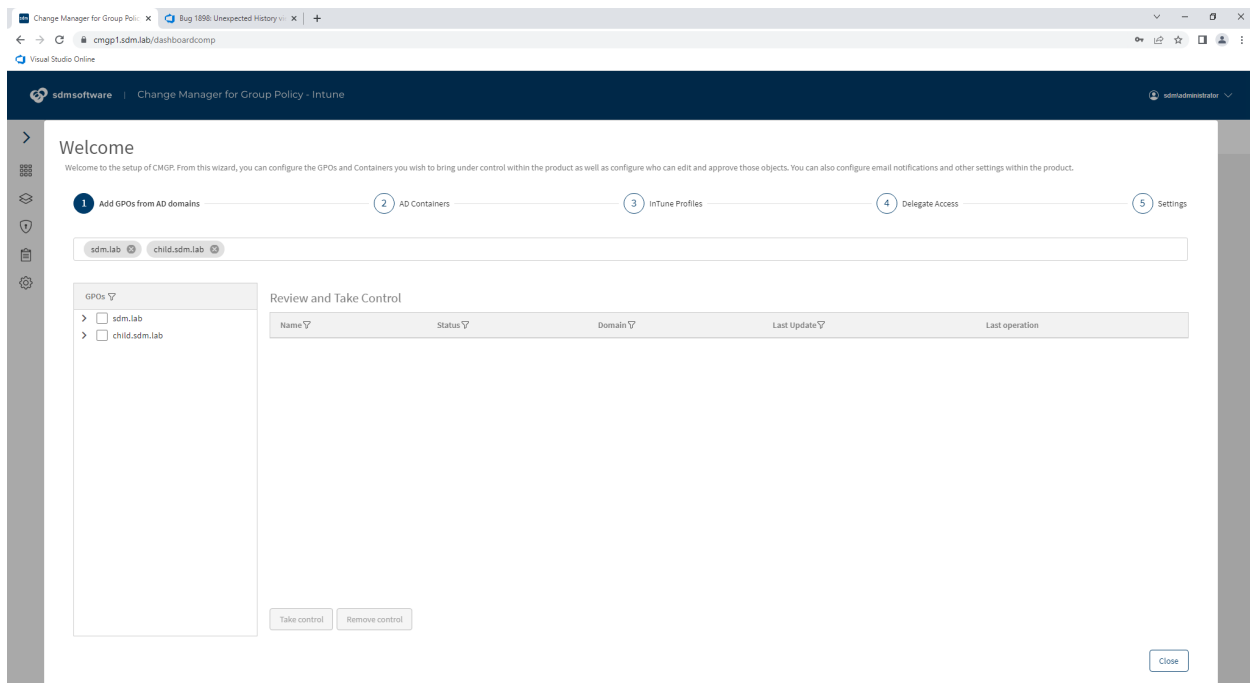 Change Manager for Group Polic
Bug 1898: Unexpected History vi
cmgp1.sdm.lab/dashboardcomp
Visual Studio Online
sdmsoftware | Change Manager for Group Policy - Intune
sdm\administrator
Welcome
Welcome to the setup of CMGP. From this wizard, you can configure the GPOs and Containers you wish to bring under control within the product as well as configure who can edit and approve those objects. You can also configure email notifications and other settings within the product.
1 Add GPOs from AD domains
2 AD Containers
3 InTune Profiles
4 Delegate Access
5 Settings
sdm.lab child.sdm.lab
GPOs
sdm.lab
child.sdm.lab
Review and Take Control
Name Status Domain Last Update Last operation
Take control Remove control
Close